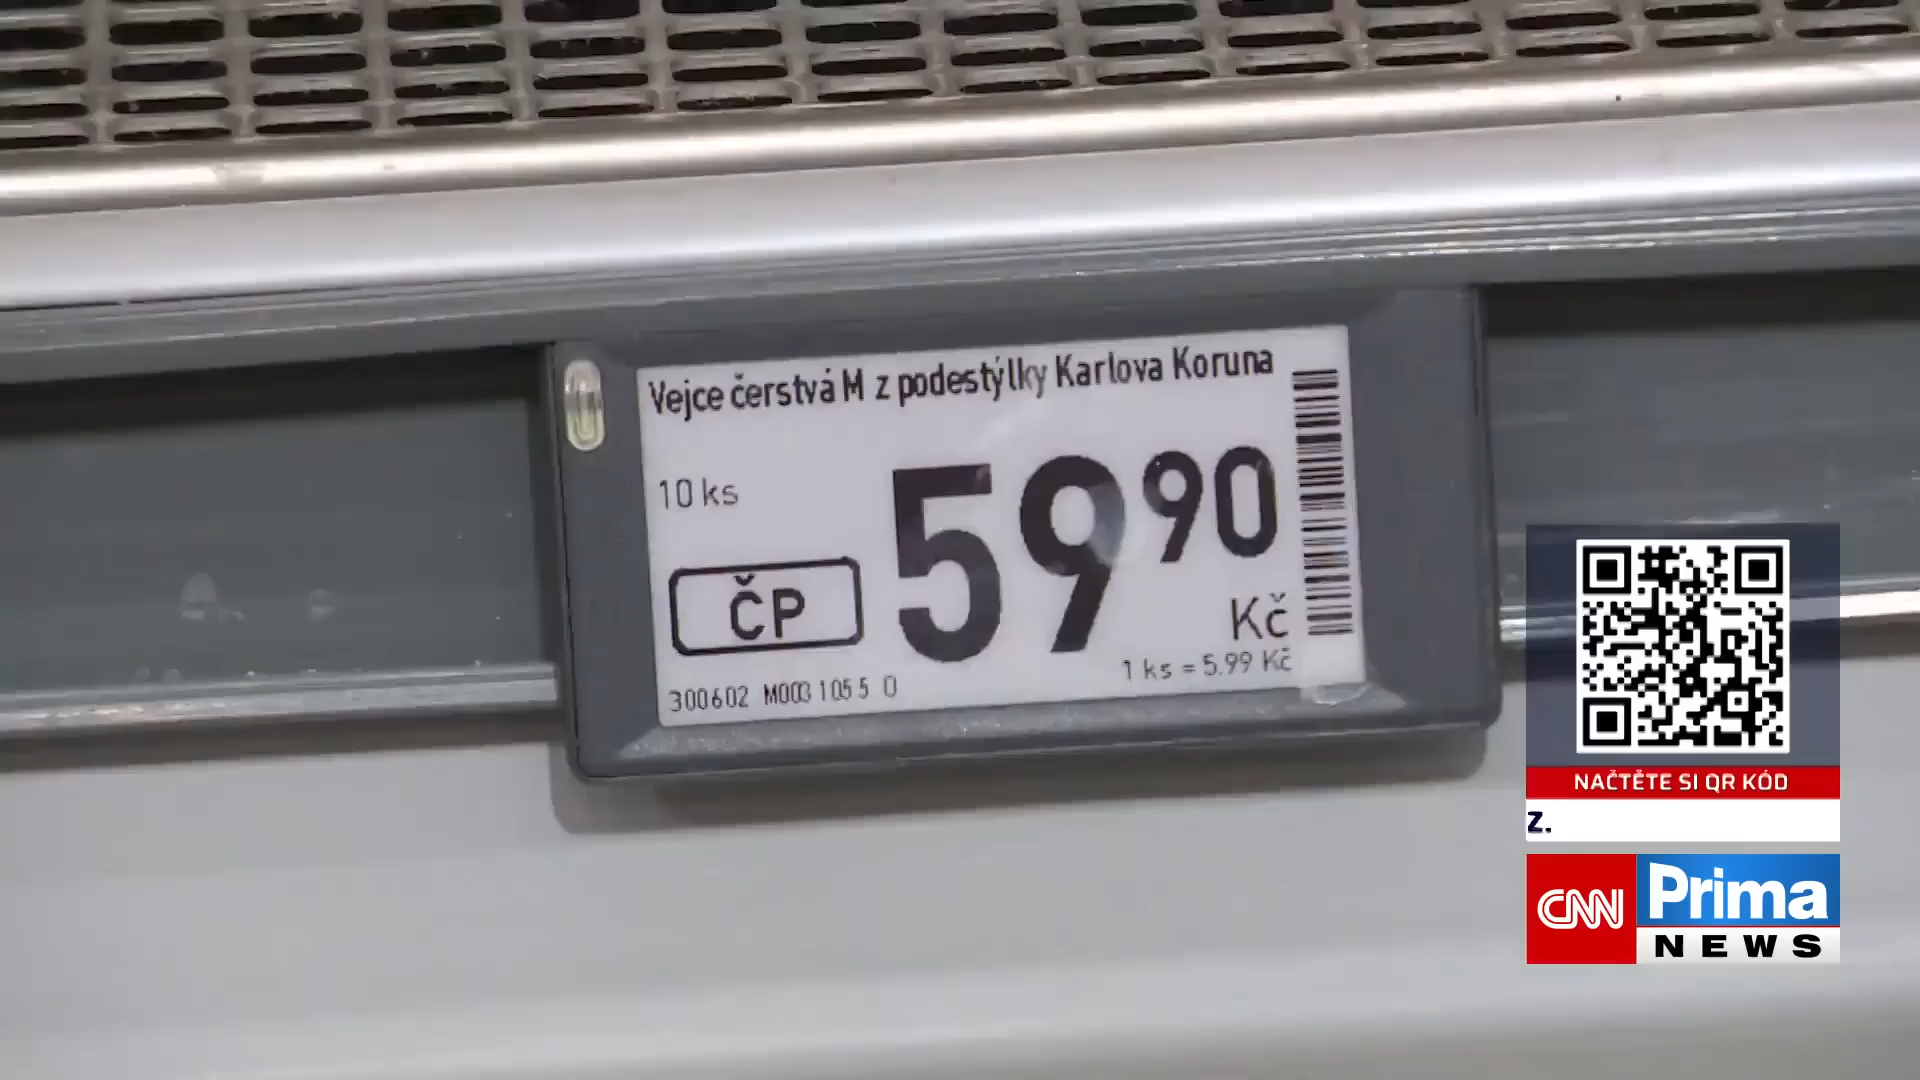 Vejce čerstvá M z podestýlky Karlova Koruna
10 ks
59 90
ČP
Kč
1 ks = 5.99 Kč
300602 M003 1055 0
NAČTĚTE SI QR KÓD
Z.
CNN Prima
NEWS